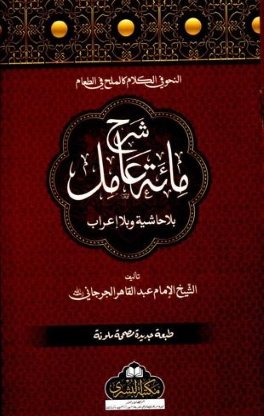 النحو في الكلام كالملح في الطعام
شرح
مائة عامل
بلا حاشية وبلا إعراب
تأليف
الشيخ الإمام عبد القاهر الجرجاني
طبعة جديدة مصححة ملونة
مكتبة البشرى